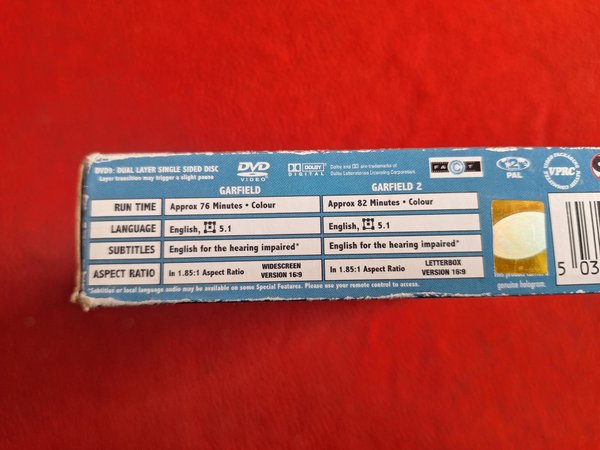 DVD9: DUAL LAYER SINGLE SIDED DISC
Layer transition may trigger a slight pause
DVD
VIDEO
DOLBY
DIGITAL
Dolby and are trademarks of
Dolby Laboratories Licensing Corporation.
FACT
2
PAL
VPRC
GARFIELD GARFIELD 2
RUN TIME Approx 76 Minutes • Colour Approx 82 Minutes • Colour
LANGUAGE English, 5.1 English, 5.1
SUBTITLES English for the hearing impaired* English for the hearing impaired*
ASPECT RATIO In 1.85:1 Aspect Ratio WIDESCREEN VERSION 16:9 In 1.85:1 Aspect Ratio LETTERBOX VERSION 16:9
*Subtitles or local language audio may be available on some Special Features. Please use your remote control to access.
genuine hologram.
5 03